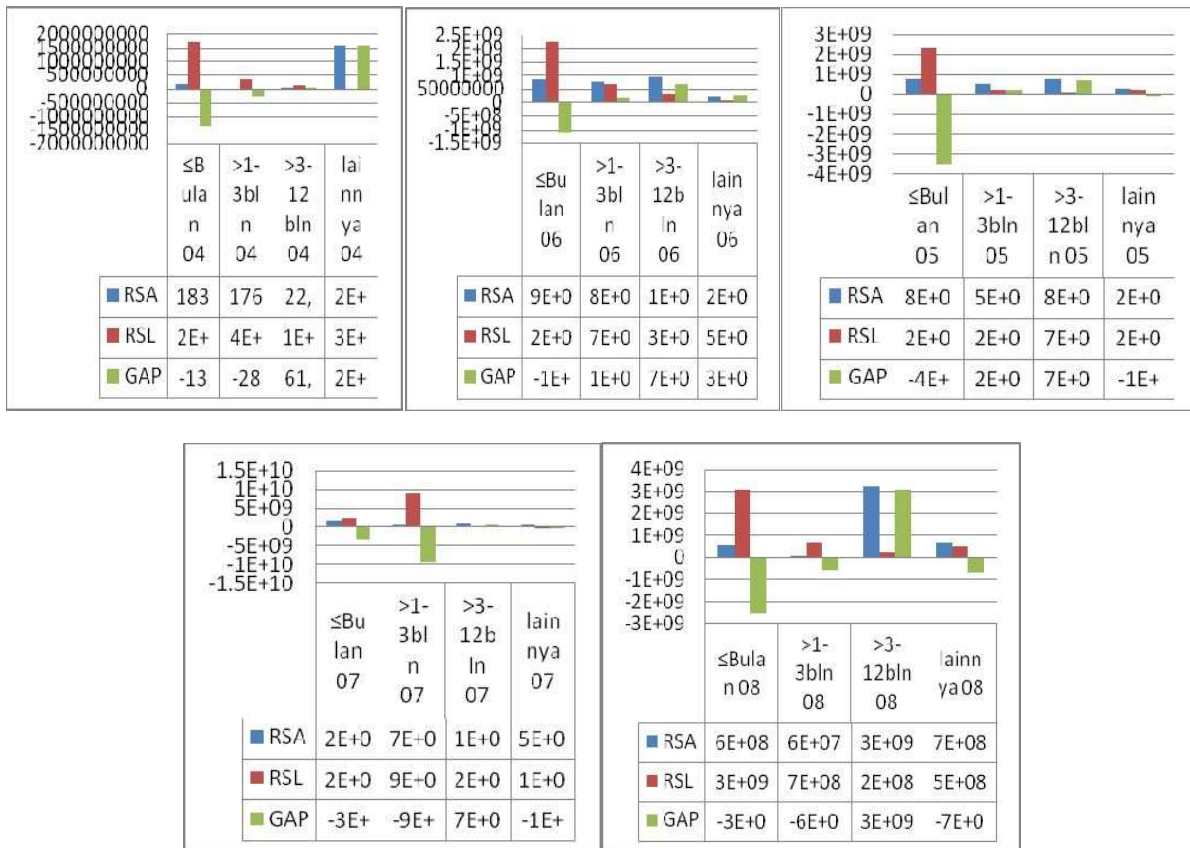 2000000000
1500000000
1000000000
500000000
0
-500000000
-1000000000
-1500000000
-2000000000
≤B >1- >3- lai
ula 3bl 12 nn
n n bln ya
04 04 04 04
RSA 183 176 22, 2E+
RSL 2E+ 4E+ 1E+ 3E+
GAP -13 -28 61, 2E+
2.5E+09
2E+09
1.5E+09
1E+09
500000000
0
-5E+08
-1E+09
-1.5E+09
≤Bu >1- >3- lain
lan 3bl 12b nya
06 n ln 06
06 06
RSA 9E+0 8E+0 1E+0 2E+0
RSL 2E+0 7E+0 3E+0 5E+0
GAP -1E+ 1E+0 7E+0 3E+0
3E+09
2E+09
1E+09
0
-1E+09
-2E+09
-3E+09
-4E+09
≤Bul >1- >3- lain
an 3bln 12bl nya
05 05 n 05 05
RSA 8E+0 5E+0 8E+0 2E+0
RSL 2E+0 2E+0 7E+0 2E+0
GAP -4E+ 2E+0 7E+0 -1E+
1.5E+10
1E+10
5E+09
0
-5E+09
-1E+10
-1.5E+10
≤Bu >1- >3- lain
lan 3bl 12b nya
07 n ln 07
07 07
RSA 2E+0 7E+0 1E+0 5E+0
RSL 2E+0 9E+0 2E+0 1E+0
GAP -3E+ -9E+ 7E+0 -1E+
4E+09
3E+09
2E+09
1E+09
0
-1E+09
-2E+09
-3E+09
≤Bula >1- >3- lainn
n 08 3bln 12bln ya 08
08 08
RSA 6E+08 6E+07 3E+09 7E+08
RSL 3E+09 7E+08 2E+08 5E+08
GAP -3E+0 -6E+0 3E+09 -7E+0